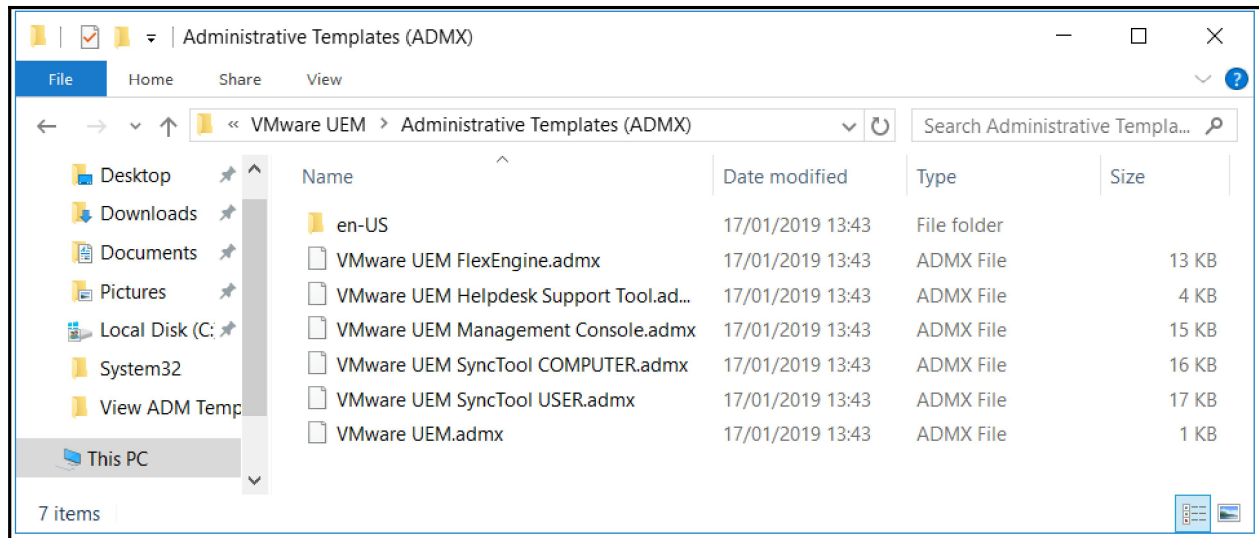 Administrative Templates (ADMX)
File Home Share View
« VMware UEM > Administrative Templates (ADMX) Search Administrative Templa...
Desktop
Downloads
Documents
Pictures
Local Disk (C:
System32
View ADM Temp
This PC
Name Date modified Type Size
en-US 17/01/2019 13:43 File folder
VMware UEM FlexEngine.admx 17/01/2019 13:43 ADMX File 13 KB
VMware UEM Helpdesk Support Tool.ad... 17/01/2019 13:43 ADMX File 4 KB
VMware UEM Management Console.admx 17/01/2019 13:43 ADMX File 15 KB
VMware UEM SyncTool COMPUTER.admx 17/01/2019 13:43 ADMX File 16 KB
VMware UEM SyncTool USER.admx 17/01/2019 13:43 ADMX File 17 KB
VMware UEM.admx 17/01/2019 13:43 ADMX File 1 KB
7 items